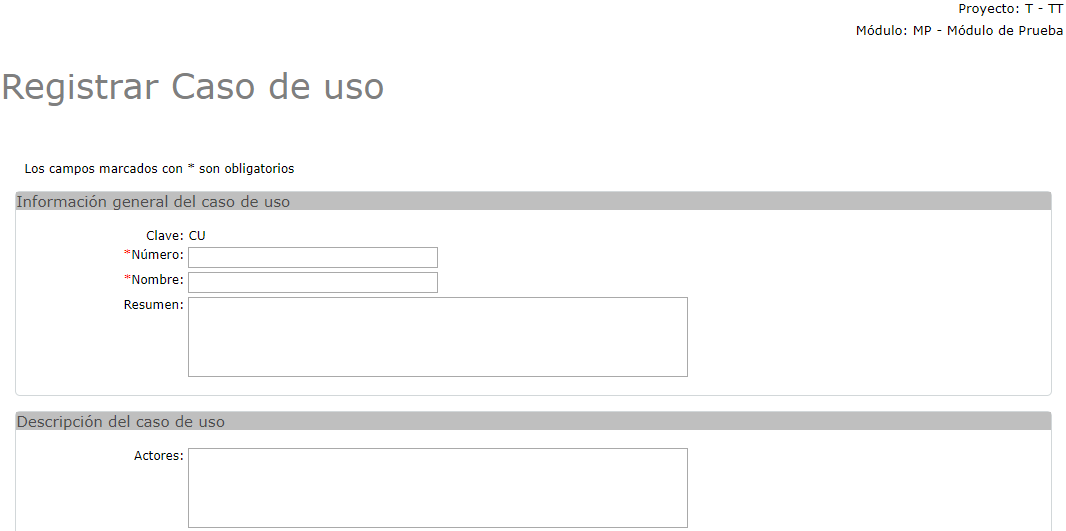 Proyecto: T - TT
Módulo: MP - Módulo de Prueba
Registrar Caso de uso
Los campos marcados con * son obligatorios
Información general del caso de uso
Clave: CU
*Número:
*Nombre:
Resumen:
Descripción del caso de uso
Actores: